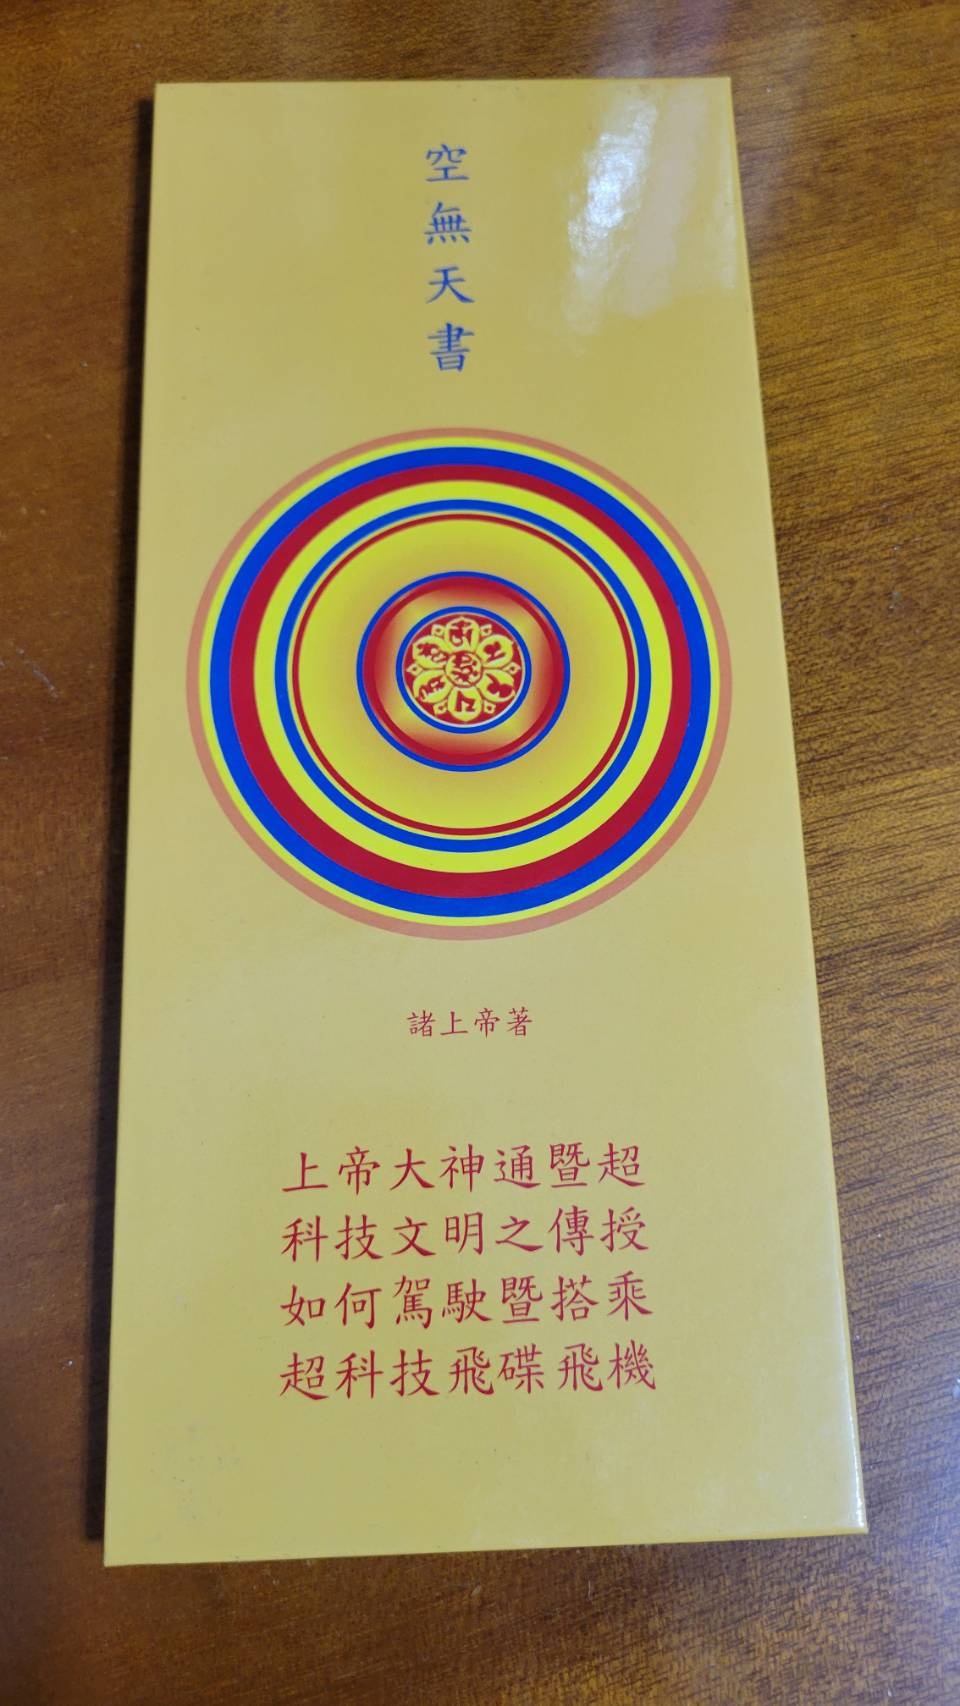 空無天書
諸上帝著
上帝大神通暨超
科技文明之傳授
如何駕駛暨搭乘
超科技飛碟飛機